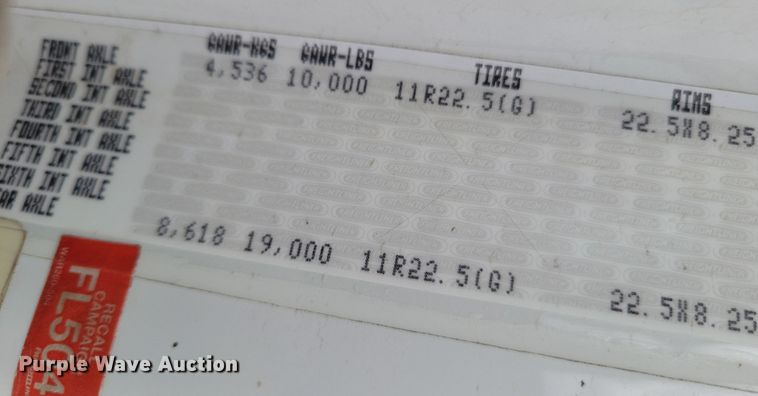 GAWR-KGS GAWR-LBS TIRES RIMS
FRONT AXLE 4,536 10,000 11R22.5(G) 22.5X8.25
FIRST INT AXLE
SECOND INT AXLE
THIRD INT AXLE
FOURTH INT AXLE
FIFTH INT AXLE
SIXTH INT AXLE
AR AXLE 8,618 19,000 11R22.5(G) 22.5X8.25
RECALL
CAMPAIGN
FL504
Purple Wave Auction